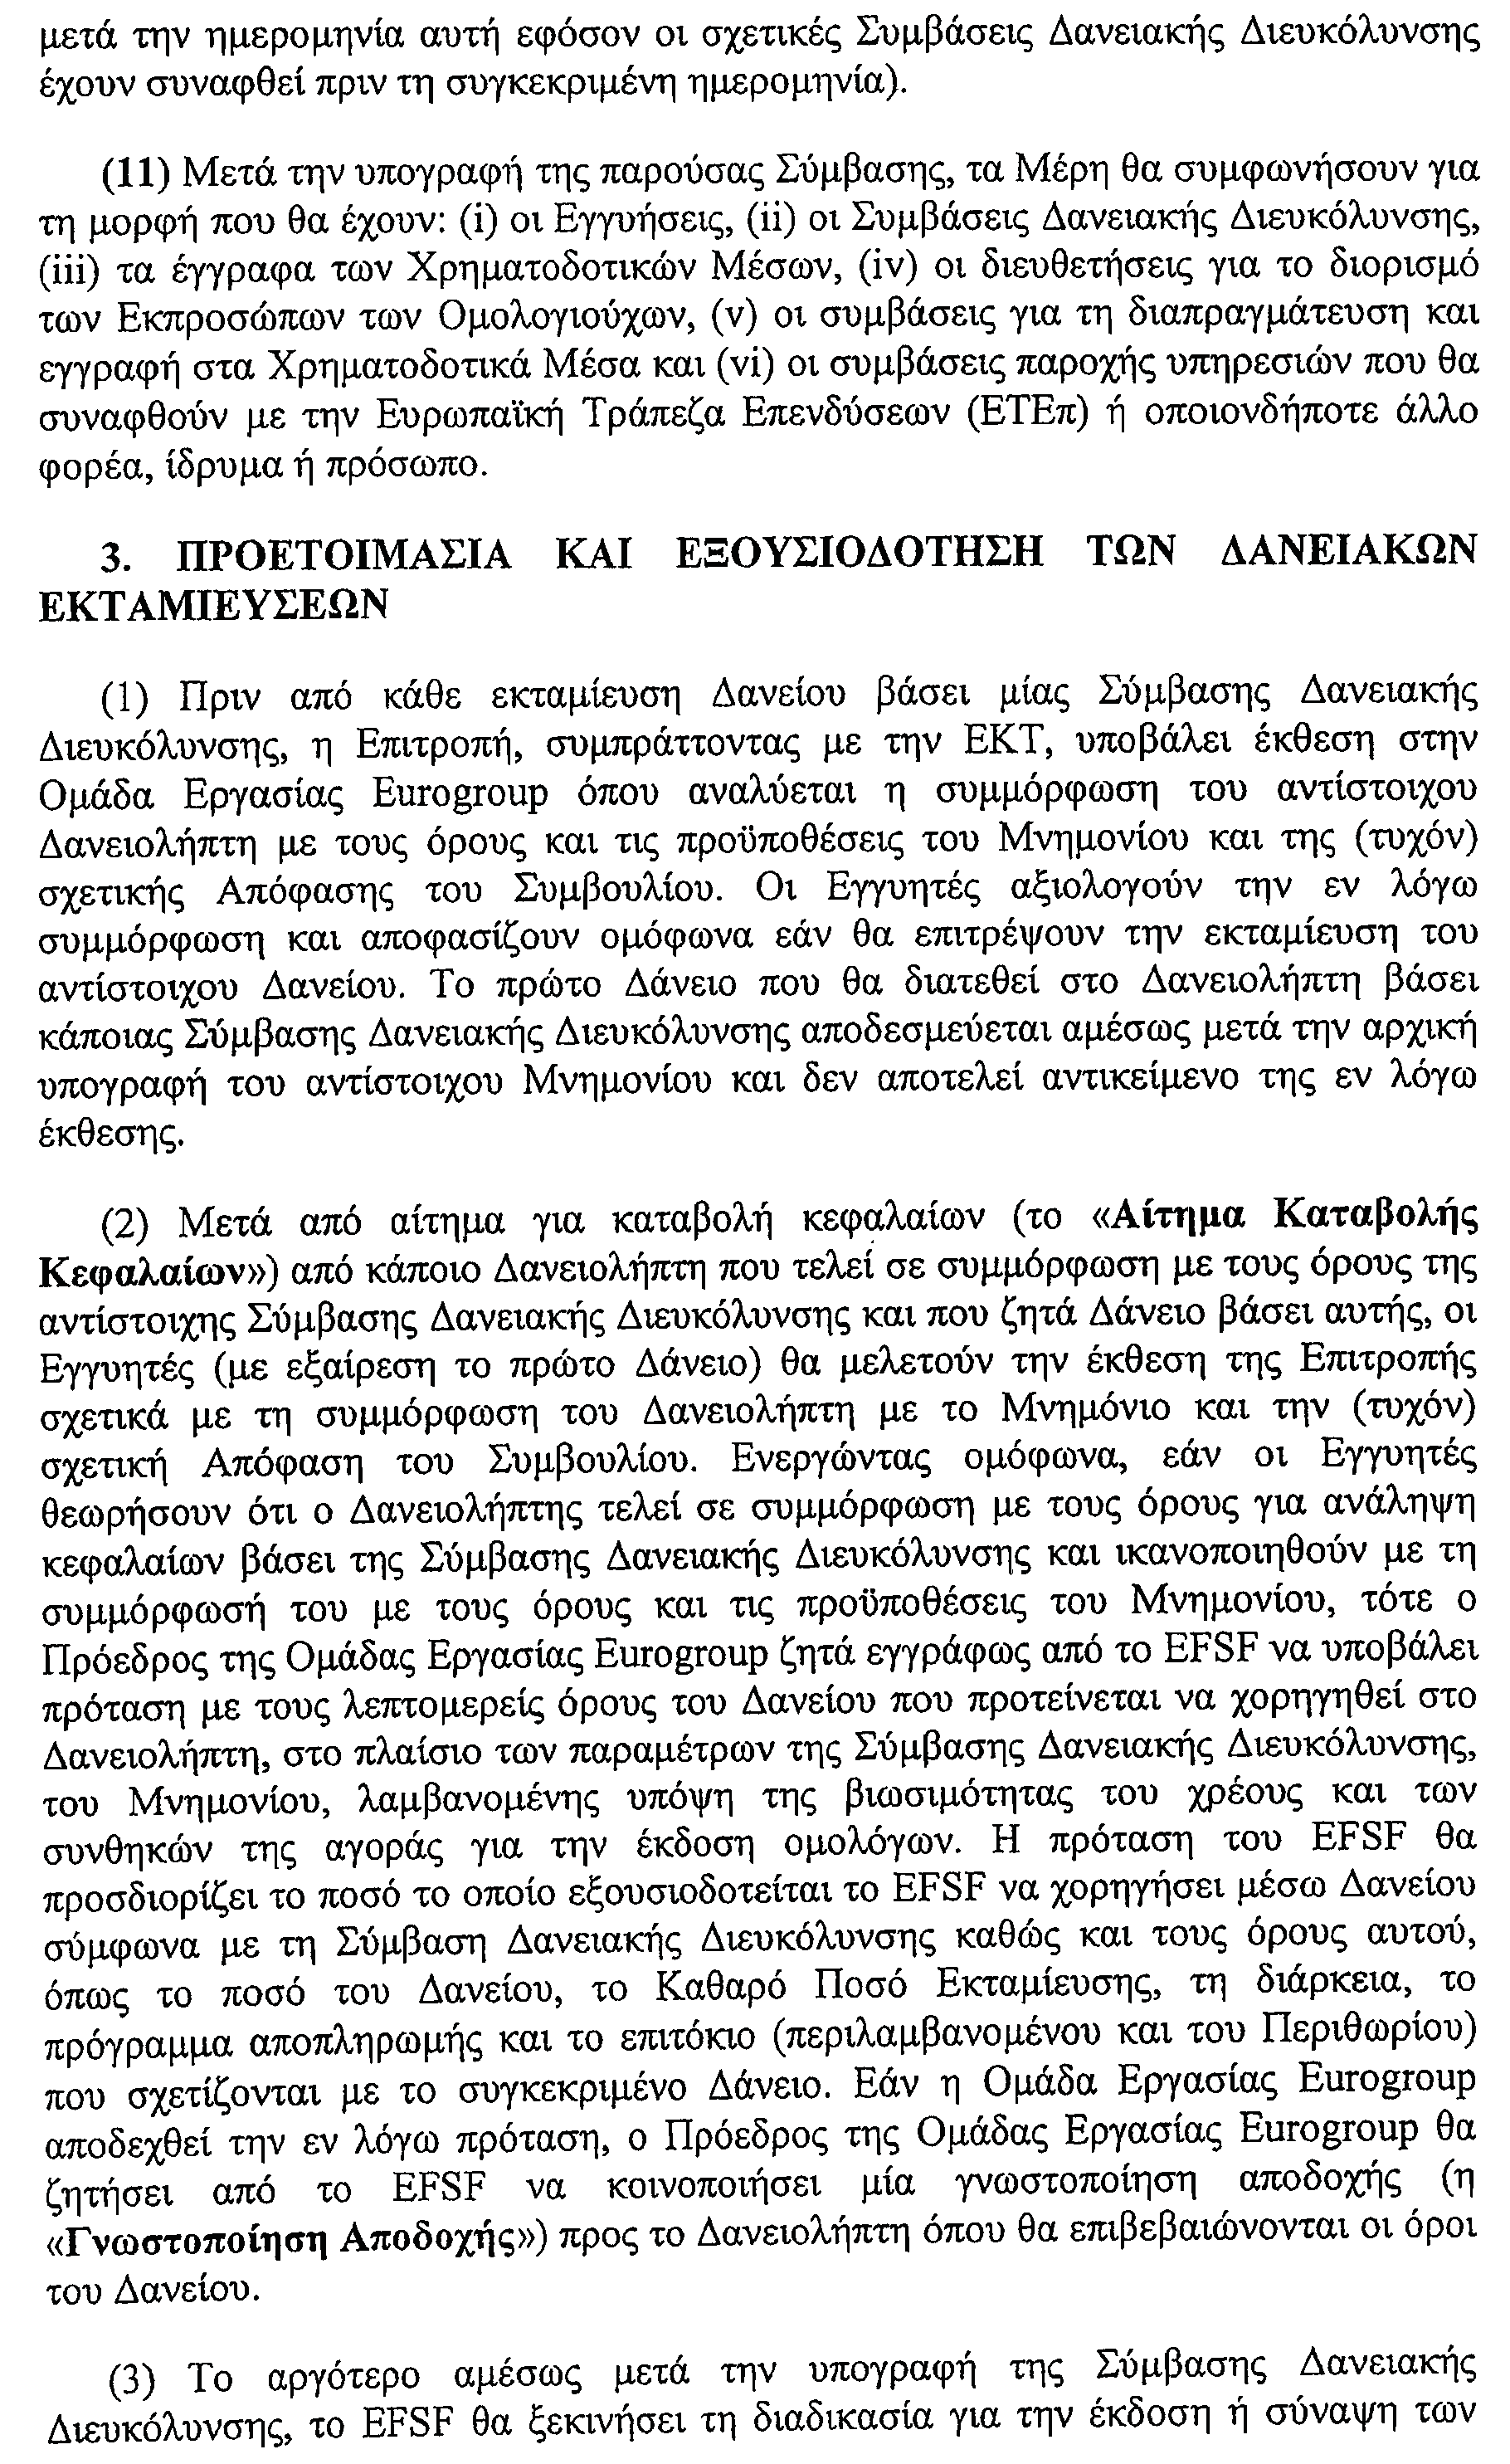 μετά την ημερομηνία αυτή εφόσον οι σχετικές Συμβάσεις Δανειακής Διευκόλυνσης
έχουν συναφθεί πριν τη συγκεκριμένη ημερομηνία).
(11) Μετά την υπογραφή της παρούσας Σύμβασης, τα Μέρη θα συμφωνήσουν για
τη μορφή που θα έχουν: (i) οι Εγγυήσεις, (ii) οι Συμβάσεις Δανειακής Διευκόλυνσης,
(iii) τα έγγραφα των Χρηματοδοτικών Μέσων, (iv) οι διευθετήσεις για το διορισμό
των Εκπροσώπων των Ομολογιούχων, (v) οι συμβάσεις για τη διαπραγμάτευση και
εγγραφή στα Χρηματοδοτικά Μέσα και (vi) οι συμβάσεις παροχής υπηρεσιών που θα
συναφθούν με την Ευρωπαϊκή Τράπεζα Επενδύσεων (ΕΤΕπ) ή οποιονδήποτε άλλο
φορέα, ίδρυμα ή πρόσωπο.
3. ΠΡΟΕΤΟΙΜΑΣΙΑ ΚΑΙ ΕΞΟΥΣΙΟΔΟΤΗΣΗ ΤΩΝ ΔΑΝΕΙΑΚΩΝ
ΕΚΤΑΜΙΕΥΣΕΩΝ
(1) Πριν από κάθε εκταμίευση Δανείου βάσει μίας Σύμβασης Δανειακής
Διευκόλυνσης, η Επιτροπή, συμπράττοντας με την ΕΚΤ, υποβάλει έκθεση στην
Ομάδα Εργασίας Eurogroup όπου αναλύεται η συμμόρφωση του αντίστοιχου
Δανειολήπτη με τους όρους και τις προϋποθέσεις του Μνημονίου και της (τυχόν)
σχετικής Απόφασης του Συμβουλίου. Οι Εγγυητές αξιολογούν την εν λόγω
συμμόρφωση και αποφασίζουν ομόφωνα εάν θα επιτρέψουν την εκταμίευση του
αντίστοιχου Δανείου. Το πρώτο Δάνειο που θα διατεθεί στο Δανειολήπτη βάσει
κάποιας Σύμβασης Δανειακής Διευκόλυνσης αποδεσμεύεται αμέσως μετά την αρχική
υπογραφή του αντίστοιχου Μνημονίου και δεν αποτελεί αντικείμενο της εν λόγω
έκθεσης.
(2) Μετά από αίτημα για καταβολή κεφαλαίων (το «Αίτημα Καταβολής
Κεφαλαίων») από κάποιο Δανειολήπτη που τελεί σε συμμόρφωση με τους όρους της
αντίστοιχης Σύμβασης Δανειακής Διευκόλυνσης και που ζητά Δάνειο βάσει αυτής, οι
Εγγυητές (με εξαίρεση το πρώτο Δάνειο) θα μελετούν την έκθεση της Επιτροπής
σχετικά με τη συμμόρφωση του Δανειολήπτη με το Μνημόνιο και την (τυχόν)
σχετική Απόφαση του Συμβουλίου. Ενεργώντας ομόφωνα, εάν οι Εγγυητές
θεωρήσουν ότι ο Δανειολήπτης τελεί σε συμμόρφωση με τους όρους για ανάληψη
κεφαλαίων βάσει της Σύμβασης Δανειακής Διευκόλυνσης και ικανοποιηθούν με τη
συμμόρφωσή του με τους όρους και τις προϋποθέσεις του Μνημονίου, τότε ο
Πρόεδρος της Ομάδας Εργασίας Eurogroup ζητά εγγράφως από το EFSF να υποβάλει
πρόταση με τους λεπτομερείς όρους του Δανείου που προτείνεται να χορηγηθεί στο
Δανειολήπτη, στο πλαίσιο των παραμέτρων της Σύμβασης Δανειακής Διευκόλυνσης,
του Μνημονίου, λαμβανομένης υπόψη της βιωσιμότητας του χρέους και των
συνθηκών της αγοράς για την έκδοση ομολόγων. Η πρόταση του EFSF θα
προσδιορίζει το ποσό το οποίο εξουσιοδοτείται το EFSF να χορηγήσει μέσω Δανείου
σύμφωνα με τη Σύμβαση Δανειακής Διευκόλυνσης καθώς και τους όρους αυτού,
όπως το ποσό του Δανείου, το Καθαρό Ποσό Εκταμίευσης, τη διάρκεια, το
πρόγραμμα αποπληρωμής και το επιτόκιο (περιλαμβανομένου και του Περιθωρίου)
που σχετίζονται με το συγκεκριμένο Δάνειο. Εάν η Ομάδα Εργασίας Eurogroup
αποδεχθεί την εν λόγω πρόταση, ο Πρόεδρος της Ομάδας Εργασίας Eurogroup θα
ζητήσει από το EFSF να κοινοποιήσει μία γνωστοποίηση αποδοχής (η
«Γνωστοποίηση Αποδοχής») προς το Δανειολήπτη όπου θα επιβεβαιώνονται οι όροι
του Δανείου.
(3) Το αργότερο αμέσως μετά την υπογραφή της Σύμβασης Δανειακής
Διευκόλυνσης, το EFSF θα ξεκινήσει τη διαδικασία για την έκδοση ή σύναψη των